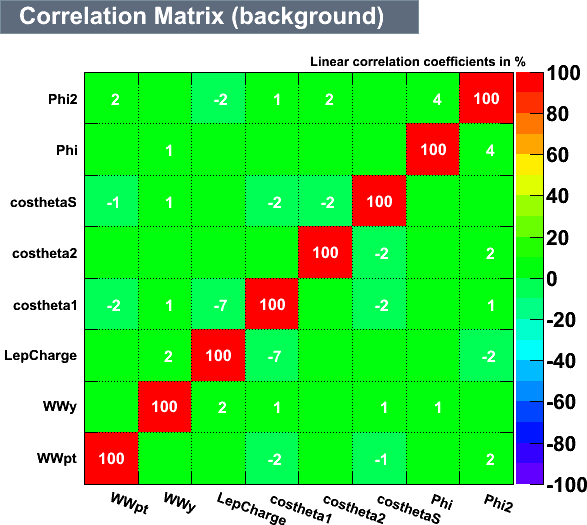 Correlation Matrix (background)
Linear correlation coefficients in %
Phi2 2 -2 1 2 4 100
Phi 1 100 4
costhetaS -1 1 -2 -2 100
costheta2 100 -2 2
costheta1 -2 1 -7 100 -2 1
LepCharge 2 100 -7 -2
WWy 100 2 1 1 1
WWpt 100 -2 -1 2
WWpt WWy LepCharge costheta1 costheta2 costhetaS Phi Phi2
100
80
60
40
20
0
-20
-40
-60
-80
-100